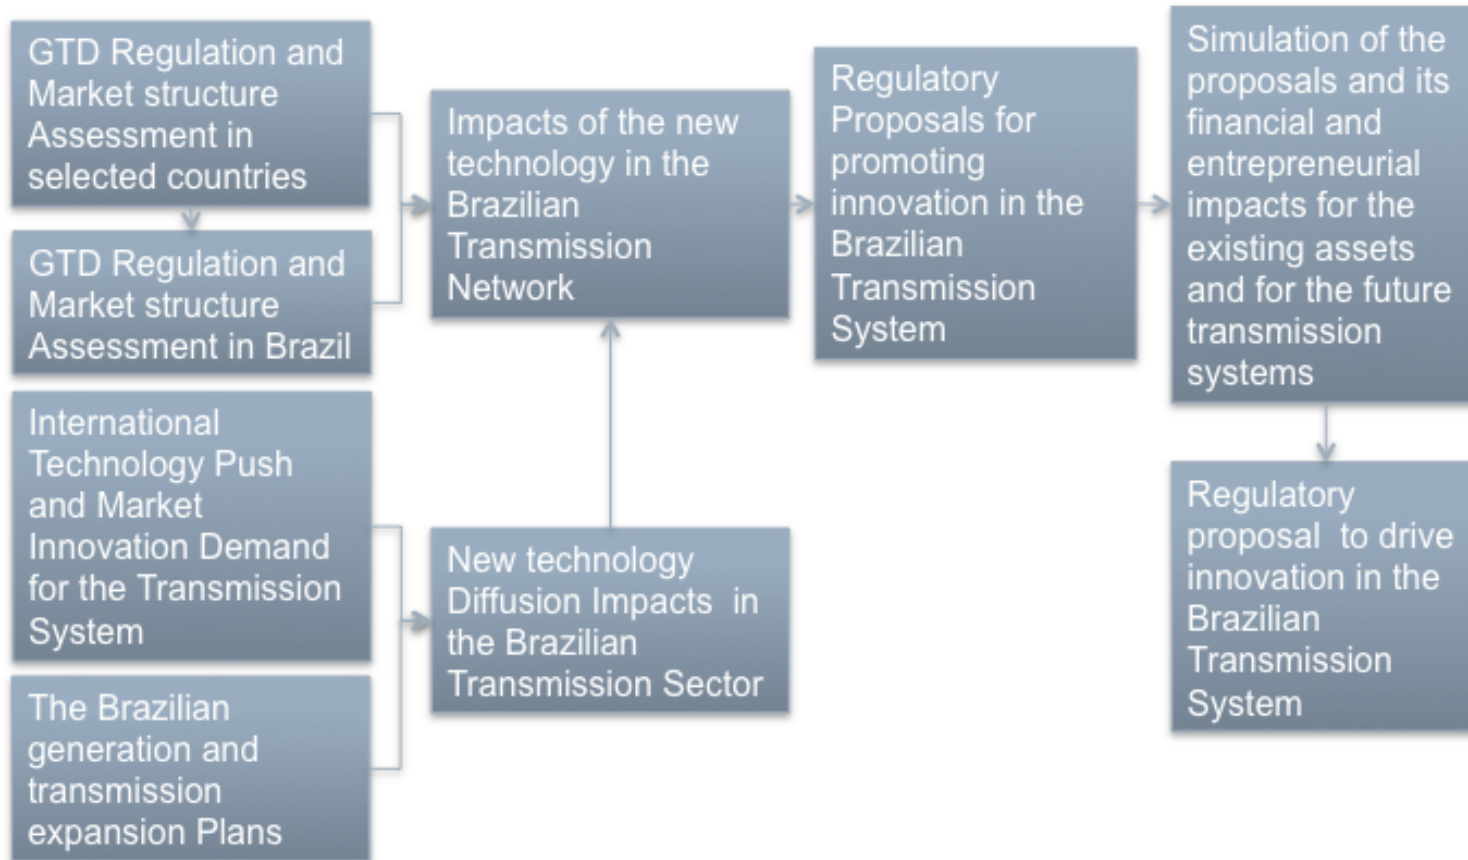 GTD Regulation and
Market structure
Assessment in
selected countries
GTD Regulation and
Market structure
Assessment in Brazil
International
Technology Push
and Market
Innovation Demand
for the Transmission
System
The Brazilian
generation and
transmission
expansion Plans
Impacts of the new
technology in the
Brazilian
Transmission
Network
New technology
Diffusion Impacts in
the Brazilian
Transmission Sector
Regulatory
Proposals for
promoting
innovation in the
Brazilian
Transmission
System
Simulation of the
proposals and its
financial and
entrepreneurial
impacts for the
existing assets
and for the future
transmission
systems
Regulatory
proposal to drive
innovation in the
Brazilian
Transmission
System